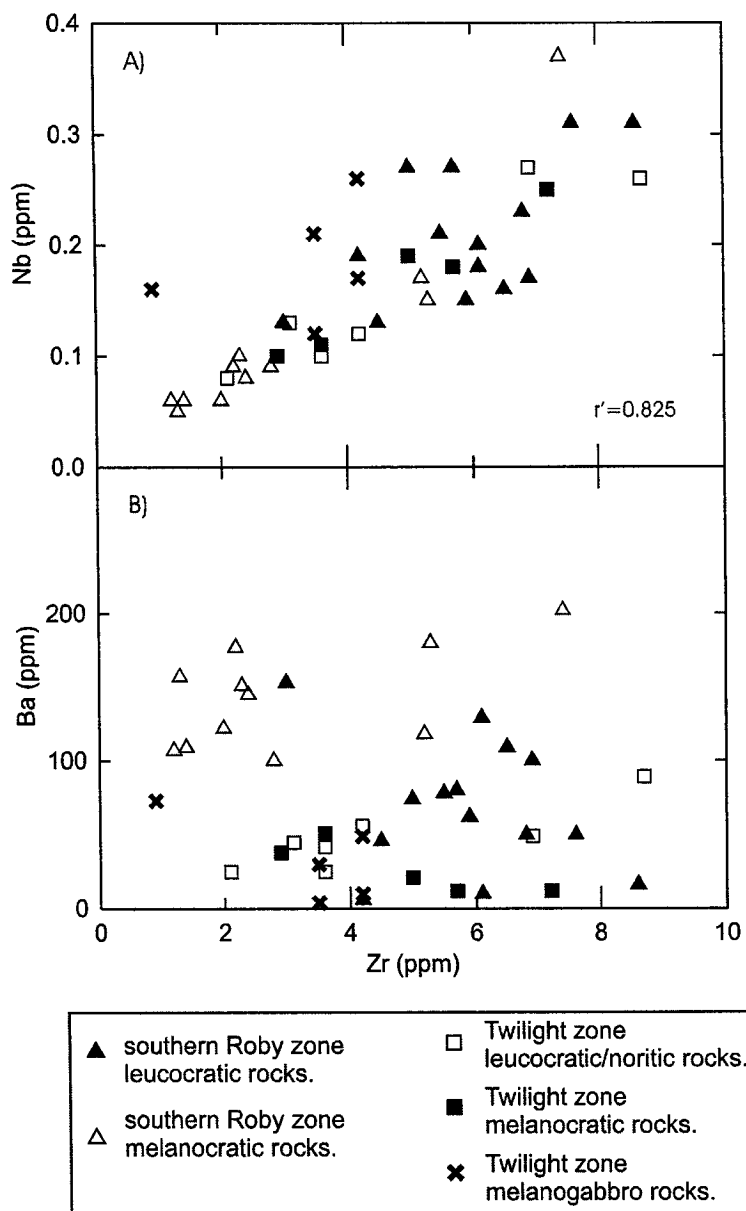 0.4
A)
0.3
Nb (ppm)
0.2
0.1
r'=0.825
0.0
B)
200
Ba (ppm)
100
0
0 2 4 6 8 10
Zr (ppm)
southern Roby zone
leucocratic rocks.
southern Roby zone
melanocratic rocks.
Twilight zone
leucocratic/noritic rocks.
Twilight zone
melanocratic rocks.
Twilight zone
melanogabbro rocks.